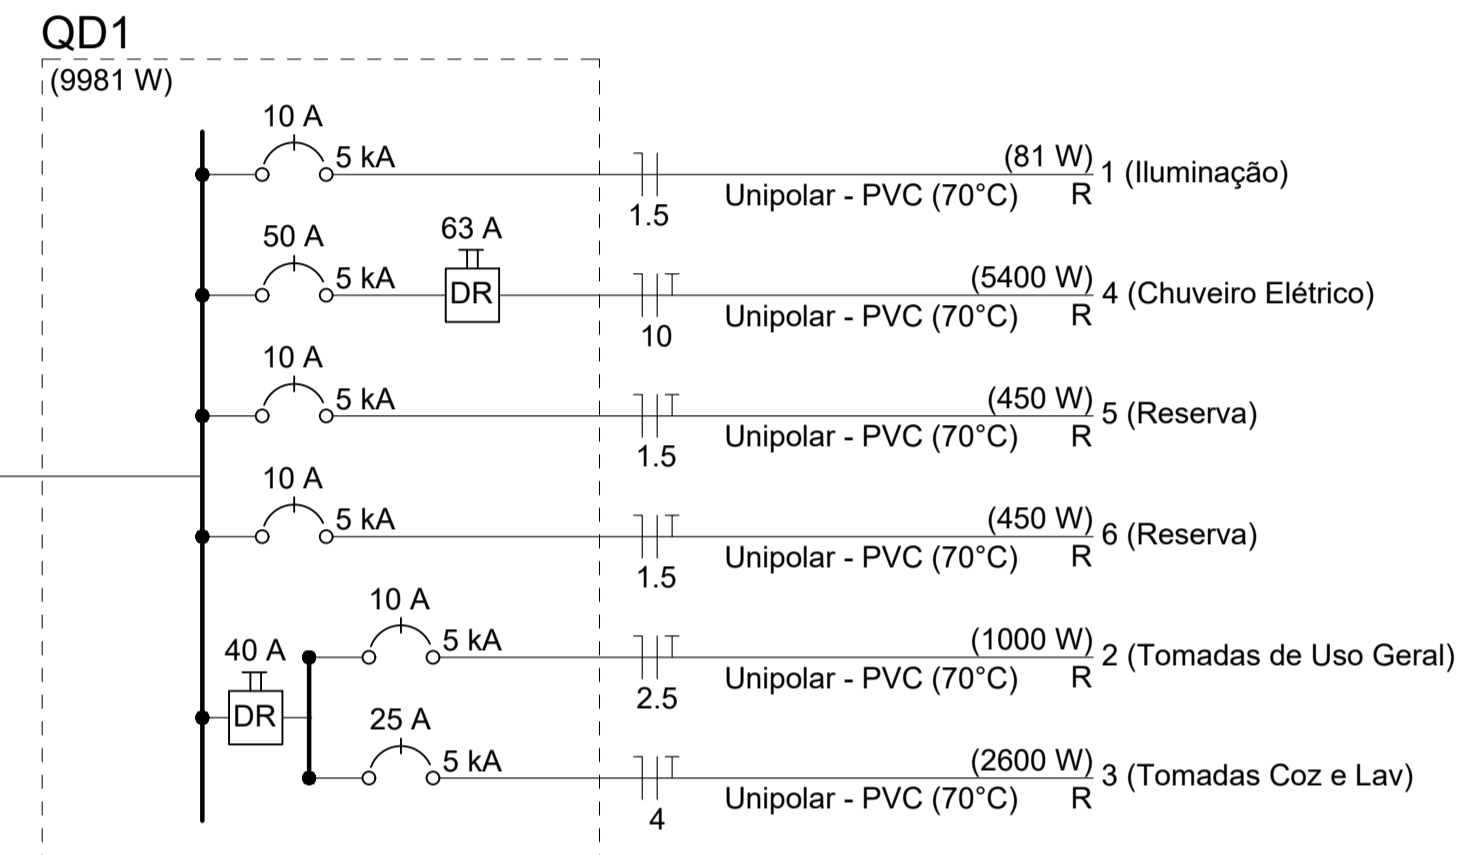 QD1
(9981 W)
10 A
5 kA
(81 W)
1 (Iluminação)
1.5
Unipolar - PVC (70°C)
R
50 A
5 kA
63 A
DR
(5400 W)
4 (Chuveiro Elétrico)
10
Unipolar - PVC (70°C)
R
10 A
5 kA
(450 W)
5 (Reserva)
1.5
Unipolar - PVC (70°C)
R
10 A
5 kA
(450 W)
6 (Reserva)
1.5
Unipolar - PVC (70°C)
R
40 A
DR
10 A
5 kA
(1000 W)
2 (Tomadas de Uso Geral)
2.5
Unipolar - PVC (70°C)
R
25 A
5 kA
(2600 W)
3 (Tomadas Coz e Lav)
4
Unipolar - PVC (70°C)
R